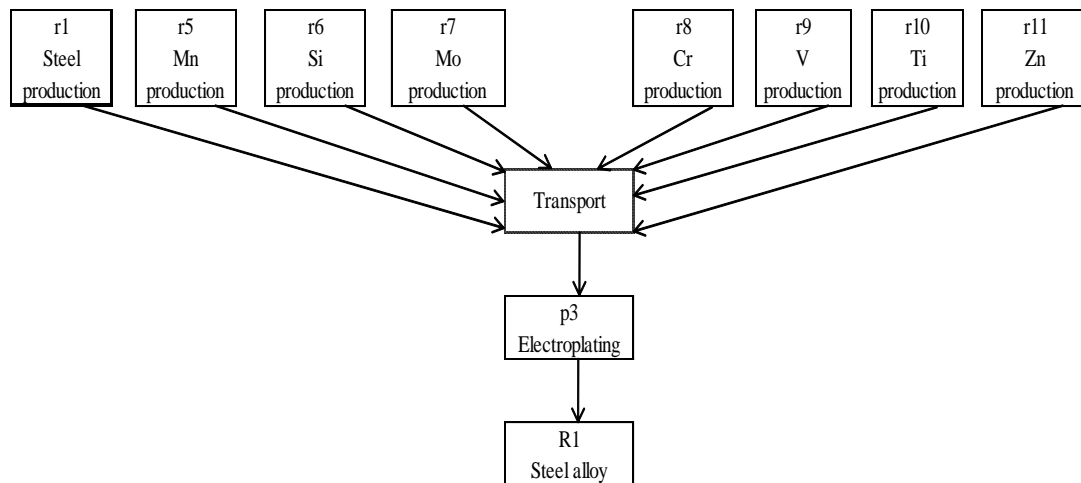 r1
Steel
production
r5
Mn
production
r6
Si
production
r7
Mo
production
r8
Cr
production
r9
V
production
r10
Ti
production
r11
Zn
production
Transport
p3
Electroplating
R1
Steel alloy